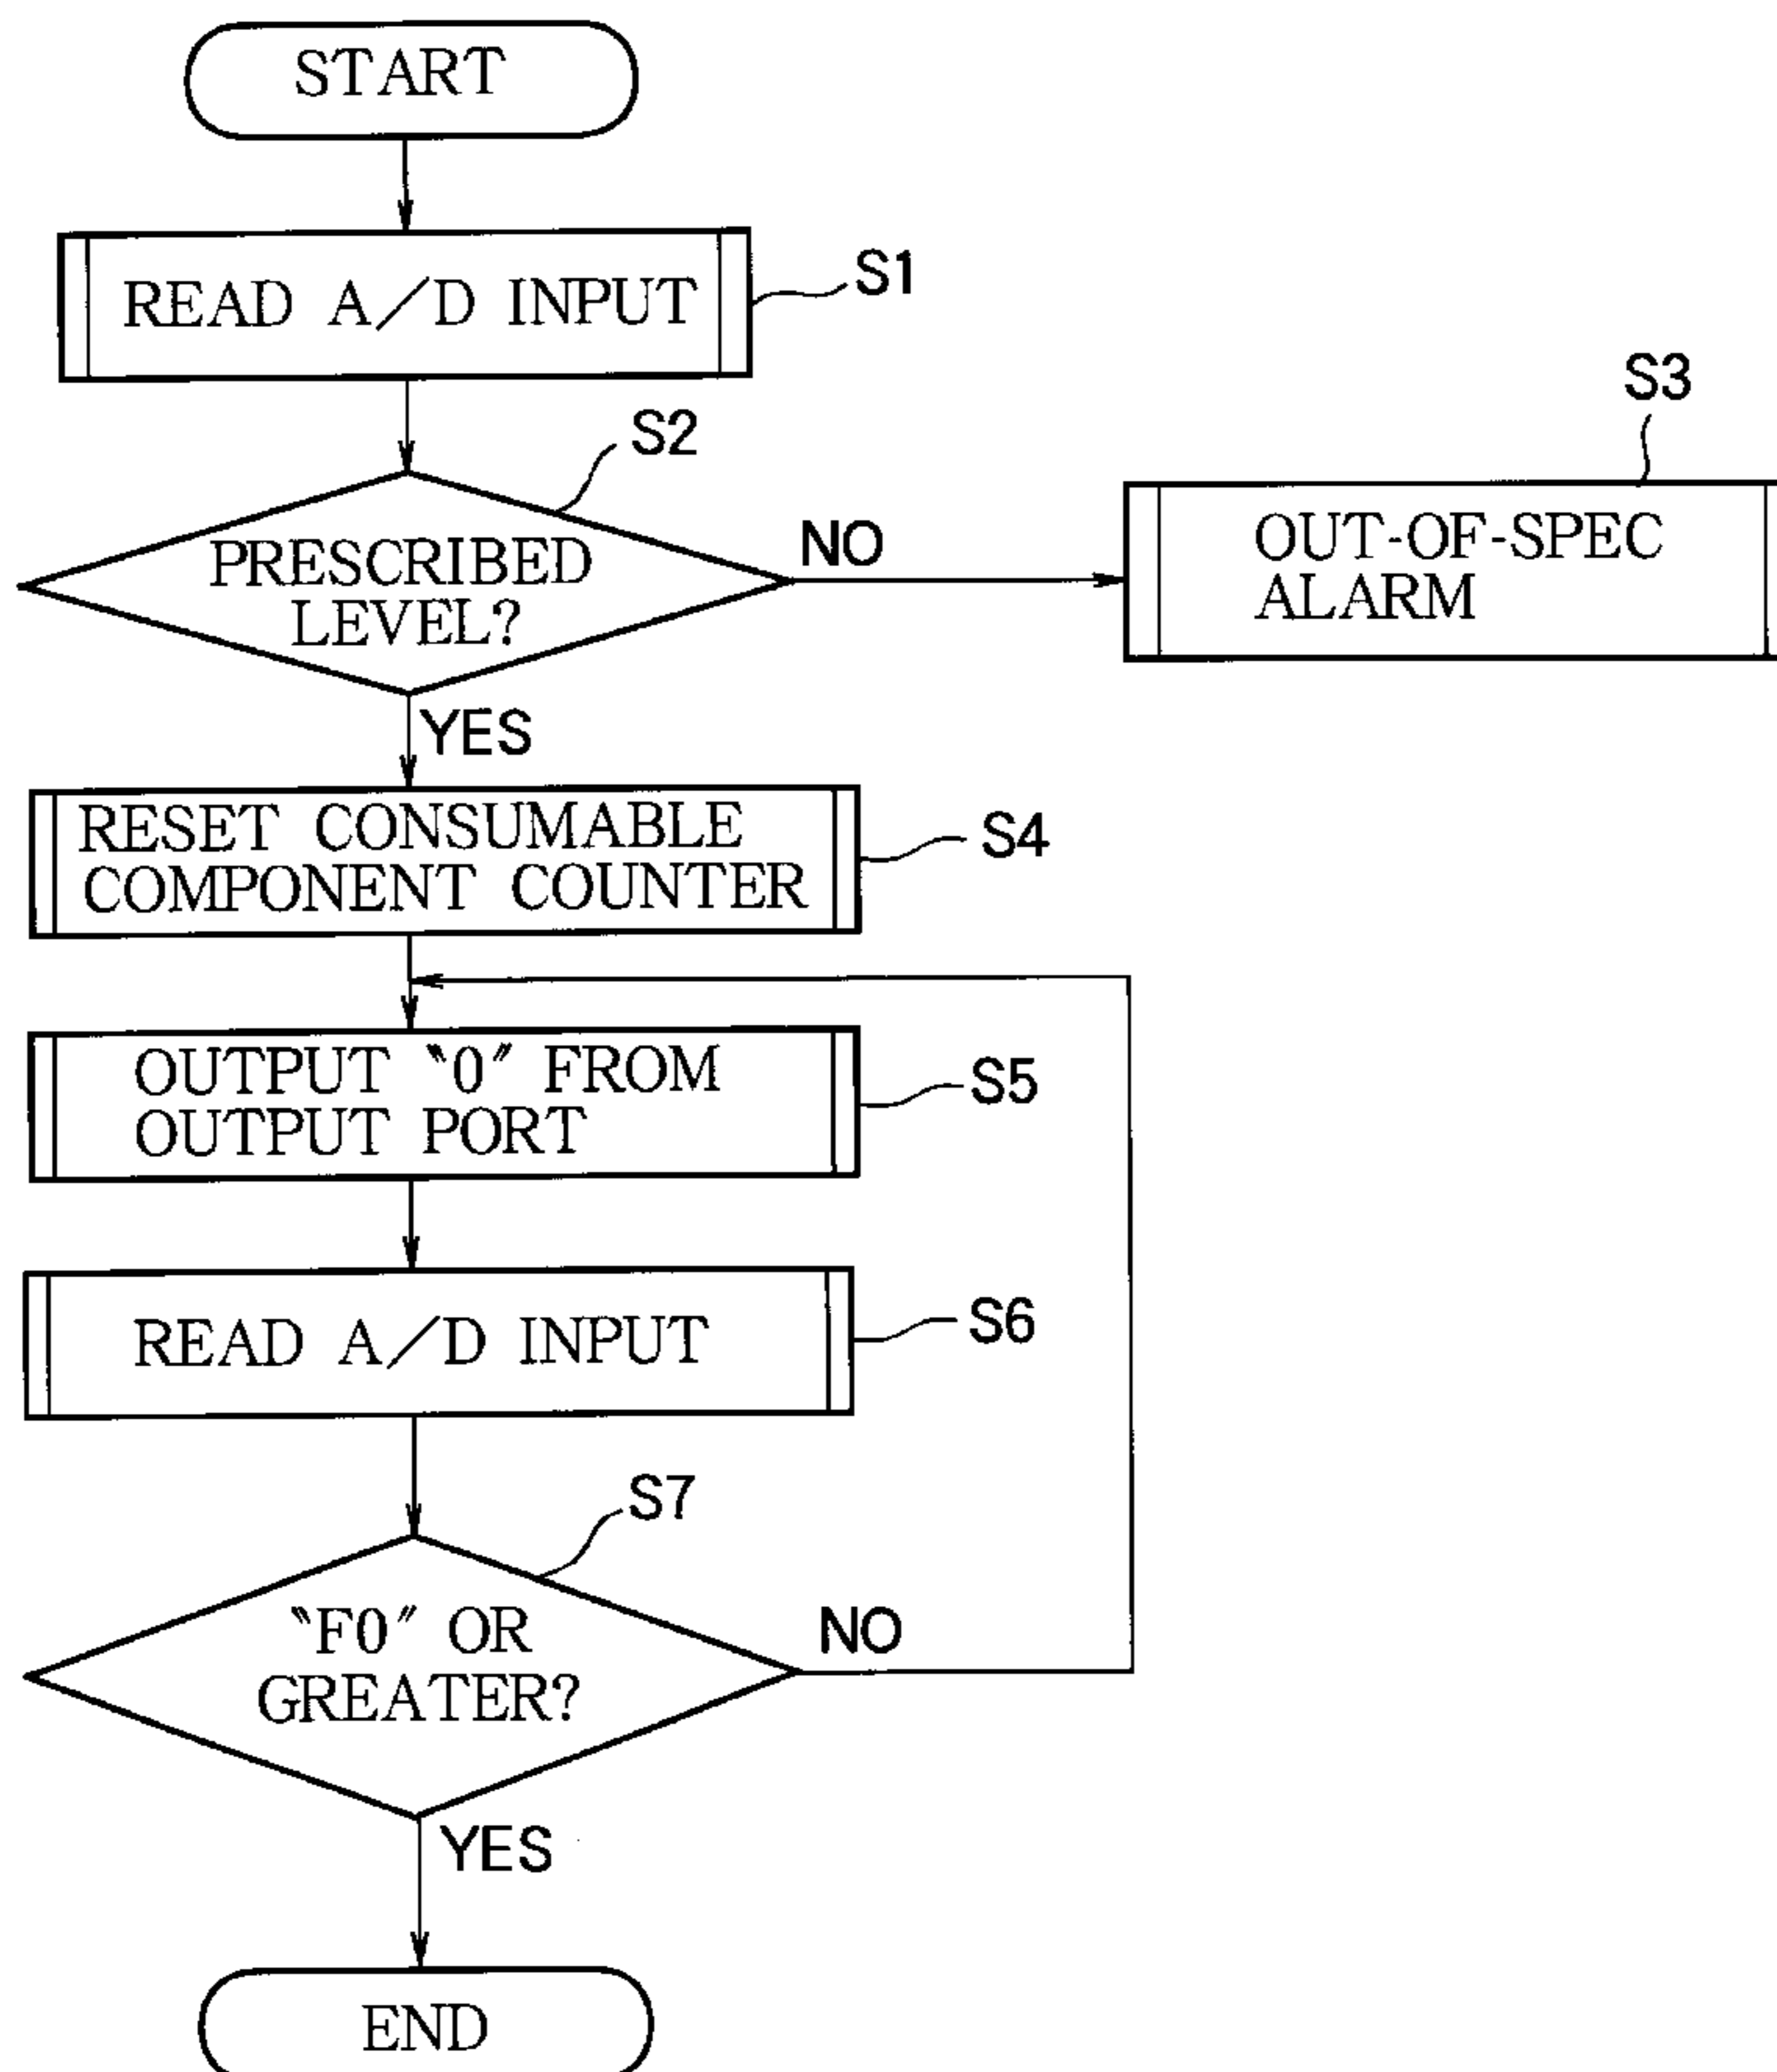 START
READ A/D INPUT
S1
S2
PRESCRIBED
LEVEL?
NO
S3
OUT-OF-SPEC
ALARM
YES
RESET CONSUMABLE
COMPONENT COUNTER
S4
OUTPUT "0" FROM
OUTPUT PORT
S5
READ A/D INPUT
S6
S7
"F0" OR
GREATER?
NO
YES
END